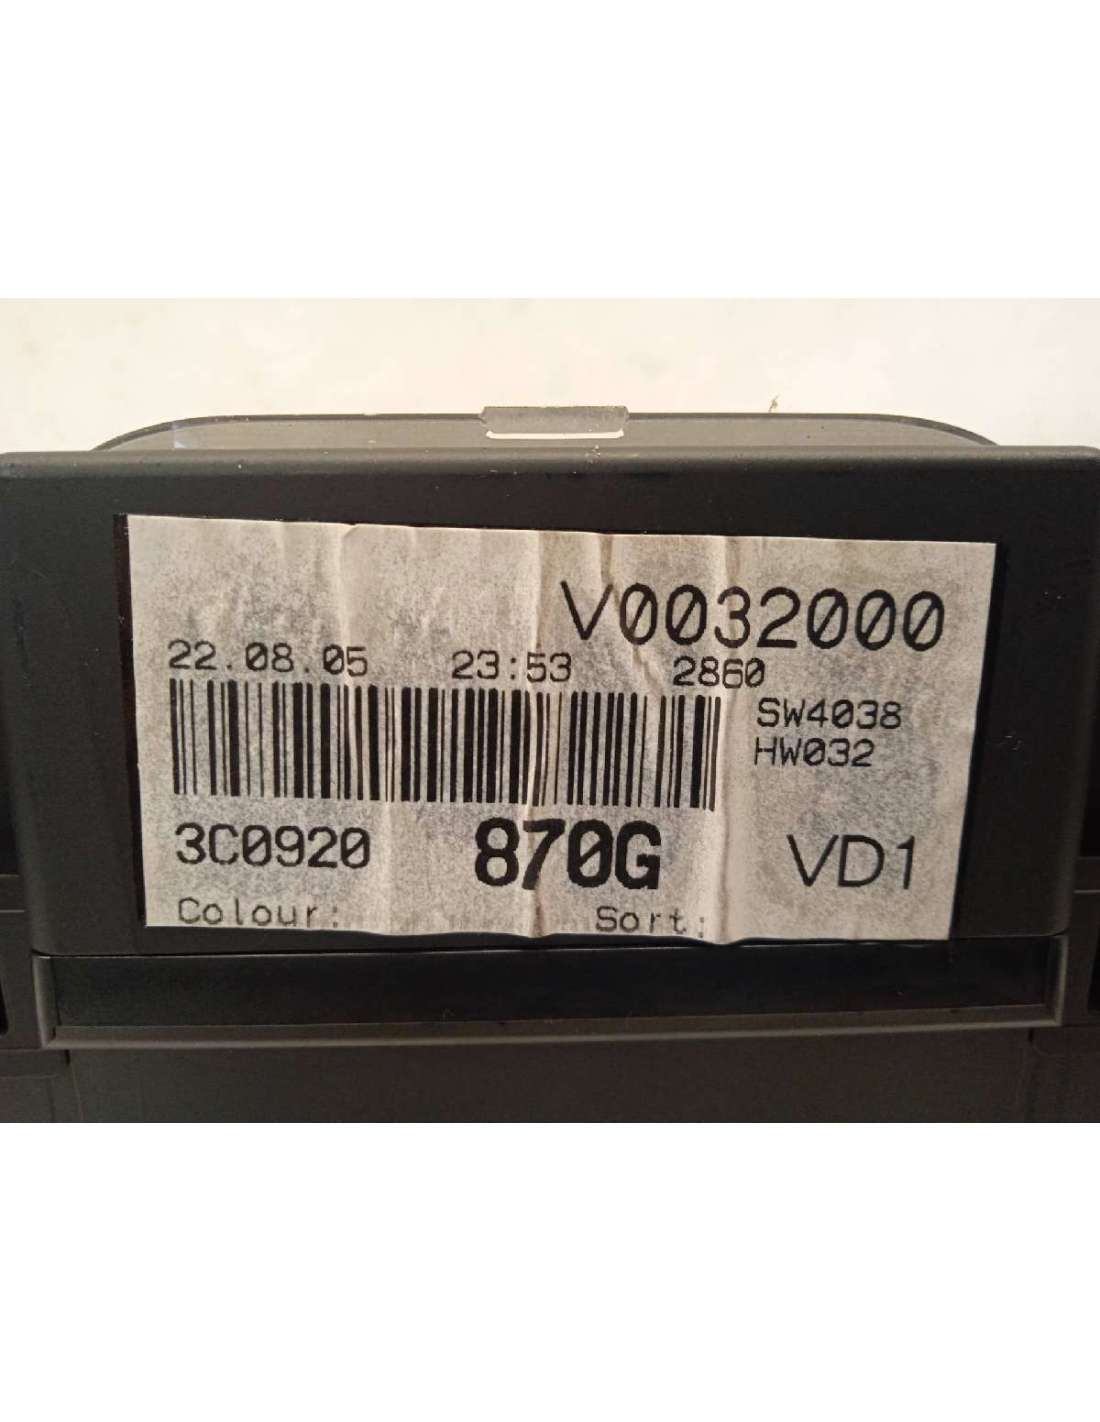 V0032000
22.08.05 23:53 2860
SW4038
HW032
3C0920 870G VD1
Colour: Sort: